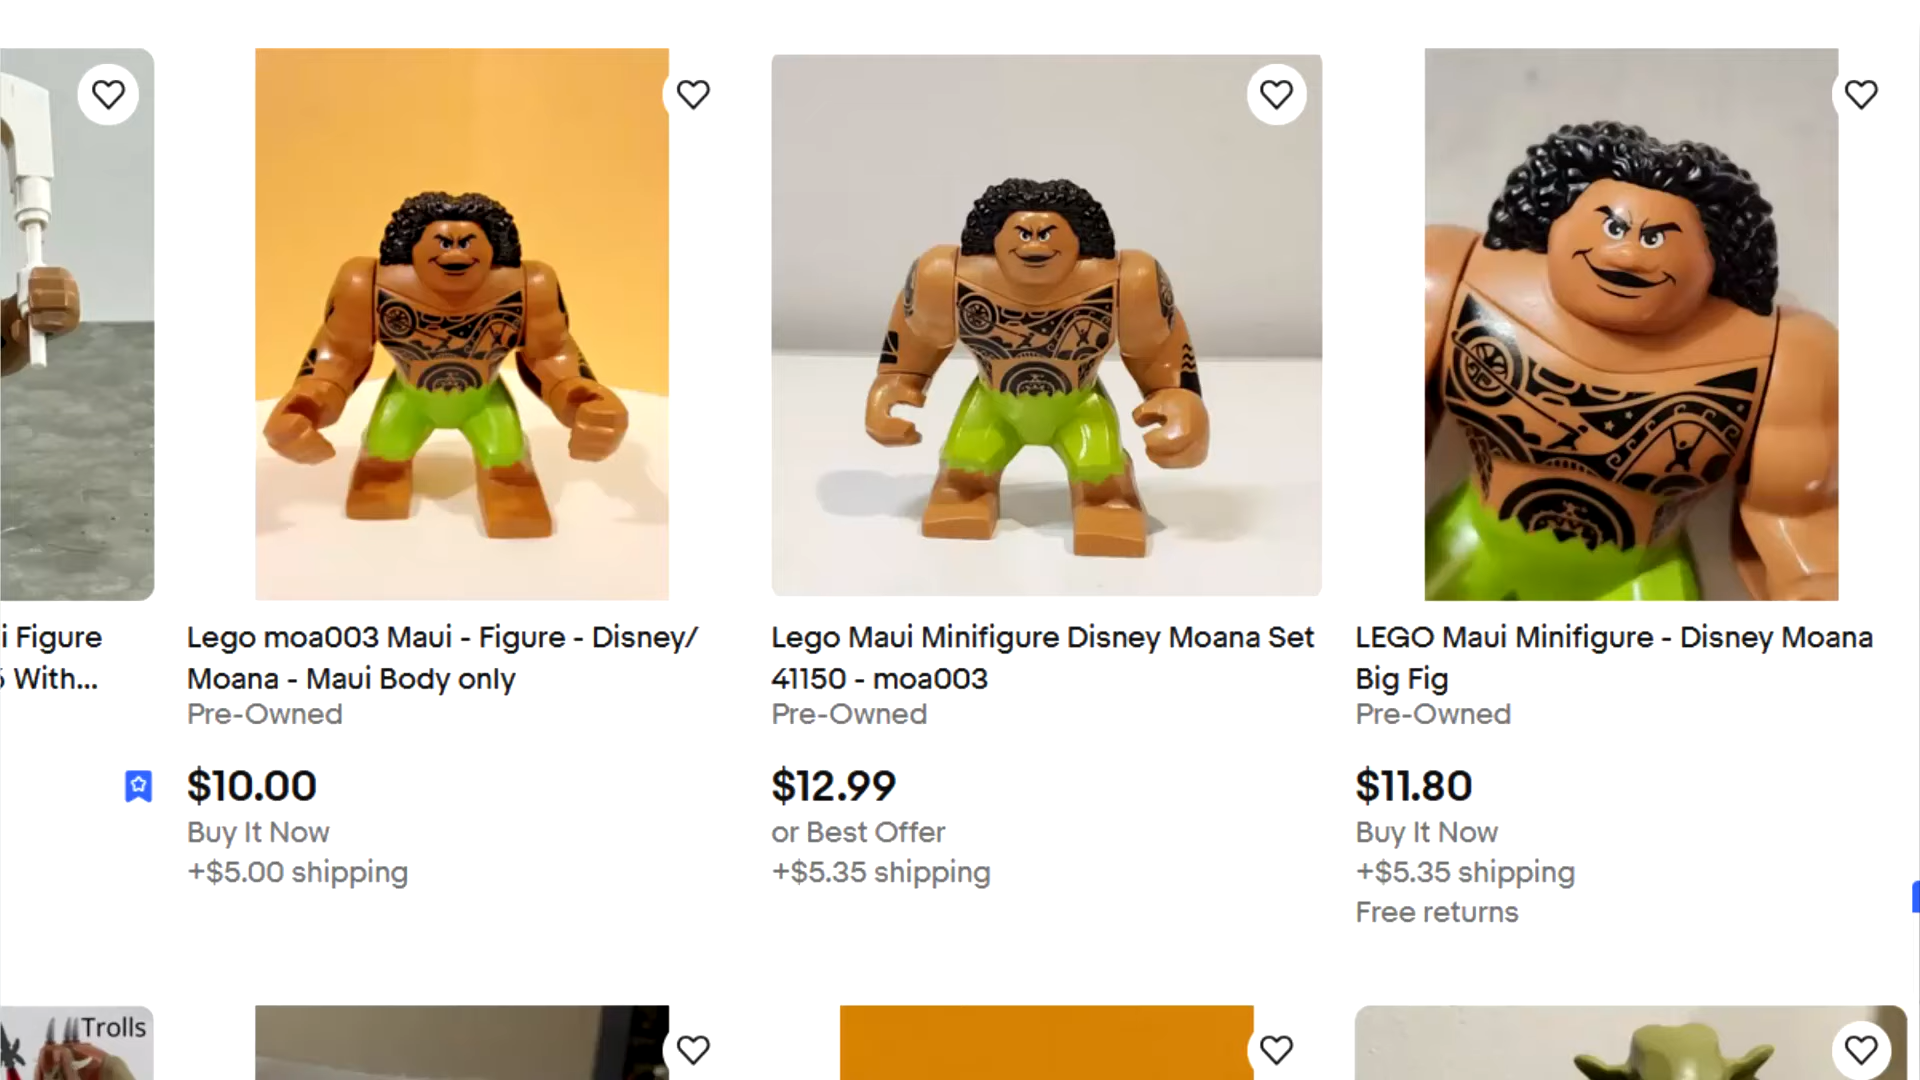 i Figure
With...
Lego moa003 Maui - Figure - Disney/
Moana - Maui Body only
Pre-Owned
$10.00
Buy It Now
+$5.00 shipping
Lego Maui Minifigure Disney Moana Set
41150 - moa003
Pre-Owned
$12.99
or Best Offer
+$5.35 shipping
LEGO Maui Minifigure - Disney Moana
Big Fig
Pre-Owned
$11.80
Buy It Now
+$5.35 shipping
Free returns
Trolls